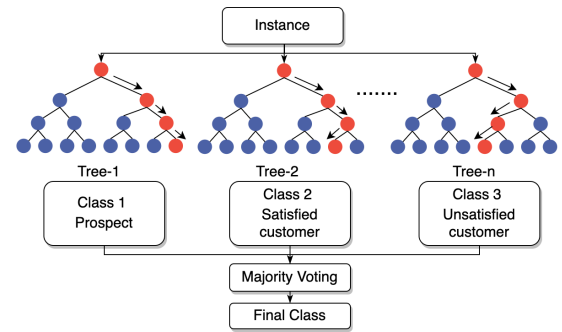 Instance
Tree-1
Tree-2
Tree-n
Class 1
Prospect
Class 2
Satisfied
customer
Class 3
Unsatisfied
customer
Majority Voting
Final Class